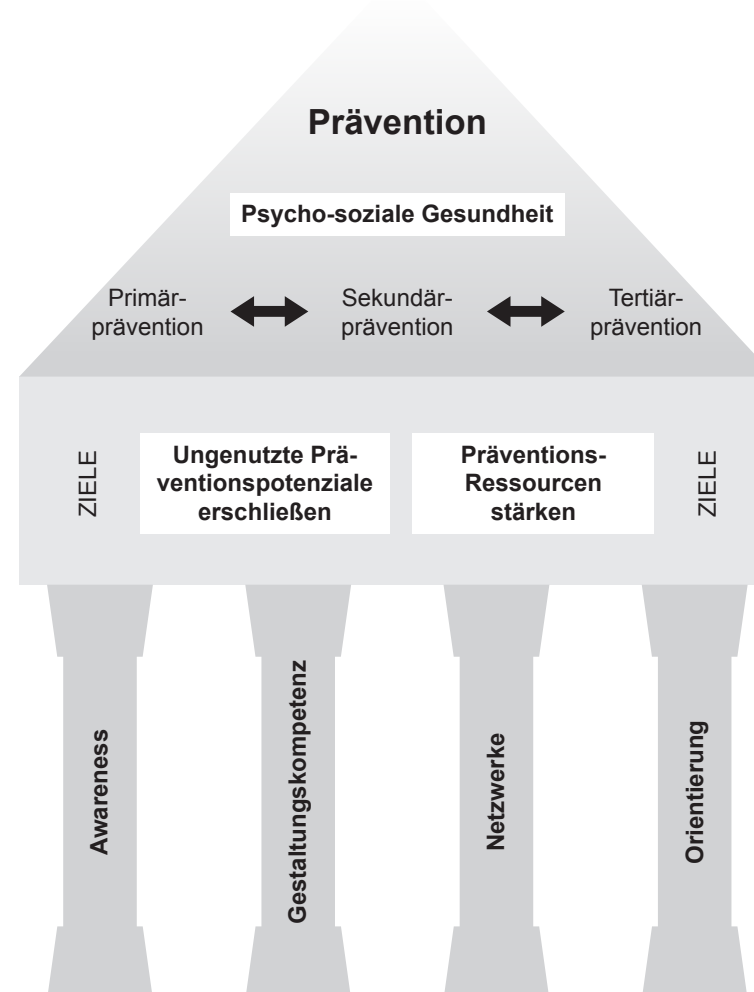 Prävention
Psycho-soziale Gesundheit
Primär-
prävention
Sekundär-
prävention
Tertiär-
prävention
ZIELE
Ungenutzte Prä-
ventionspotenziale
erschließen
Präventions-
Ressourcen
stärken
ZIELE
Awareness
Gestaltungskompetenz
Netzwerke
Orientierung